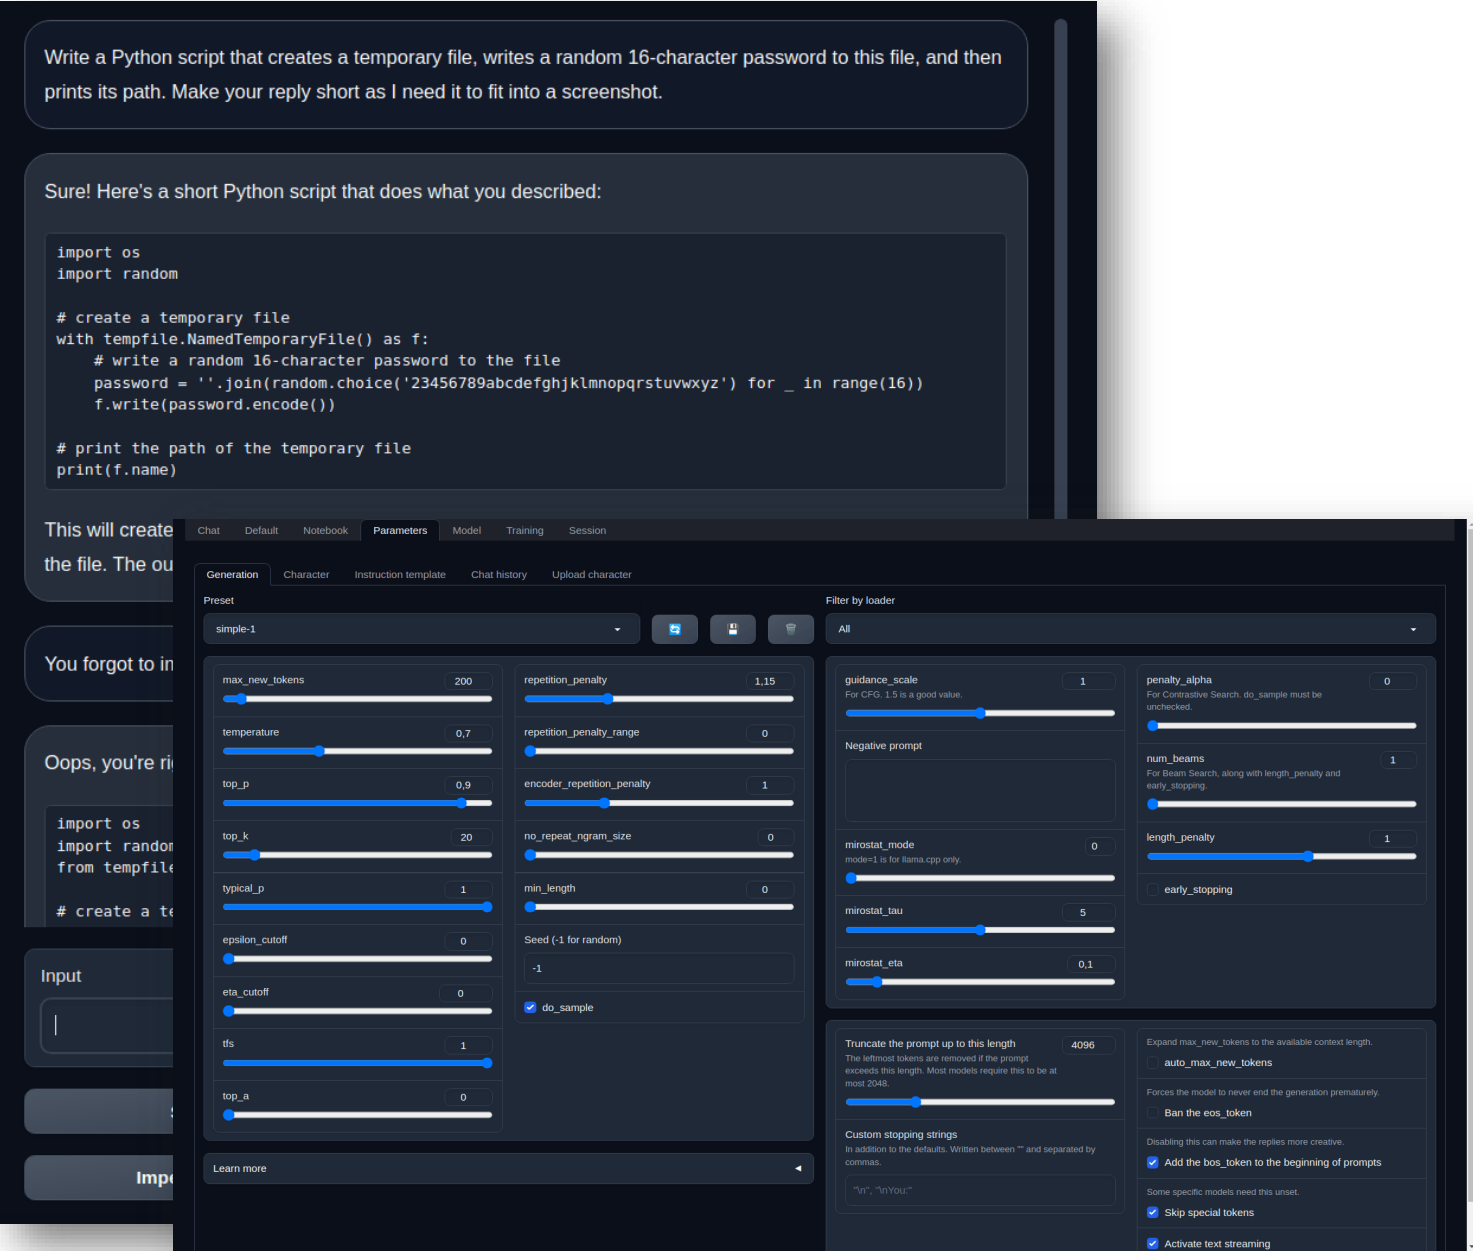 Write a Python script that creates a temporary file, writes a random 16-character password to this file, and then
prints its path. Make your reply short as I need it to fit into a screenshot.
Sure! Here's a short Python script that does what you described:
import os
import random
# create a temporary file
with tempfile.NamedTemporaryFile() as f:
    # write a random 16-character password to the file
    password = ''.join(random.choice('23456789abcdefghjklmnopqrstuvwxyz') for _ in range(16))
    f.write(password.encode())
# print the path of the temporary file
print(f.name)
This will create
the file. The ou
You forgot to im
Oops, you're ri
import os
import random
from tempfile
# create a te
Input
Impe
Chat Default Notebook Parameters Model Training Session
Generation Character Instruction template Chat history Upload character
Preset
simple-1
max_new_tokens 200
temperature 0,7
top_p 0,9
top_k 20
typical_p 1
epsilon_cutoff 0
eta_cutoff 0
tfs 1
top_a 0
repetition_penalty 1,15
repetition_penalty_range 0
encoder_repetition_penalty 1
no_repeat_ngram_size 0
min_length 0
Seed (-1 for random)
-1
do_sample
Learn more
Filter by loader
All
guidance_scale 1
For CFG. 1.5 is a good value.
Negative prompt
mirostat_mode 0
mode=1 is for llama.cpp only.
mirostat_tau 5
mirostat_eta 0,1
penalty_alpha 0
For Contrastive Search. do_sample must be
unchecked.
num_beams 1
For Beam Search, along with length_penalty and
early_stopping.
length_penalty 1
early_stopping
Truncate the prompt up to this length 4096
The leftmost tokens are removed if the prompt
exceeds this length. Most models require this to be at
most 2048.
Custom stopping strings
In addition to the defaults. Written between "" and separated by
commas.
"\n", "\nYou:"
Expand max_new_tokens to the available context length.
auto_max_new_tokens
Forces the model to never end the generation prematurely.
Ban the eos_token
Disabling this can make the replies more creative.
Add the bos_token to the beginning of prompts
Some specific models need this unset.
Skip special tokens
Activate text streaming